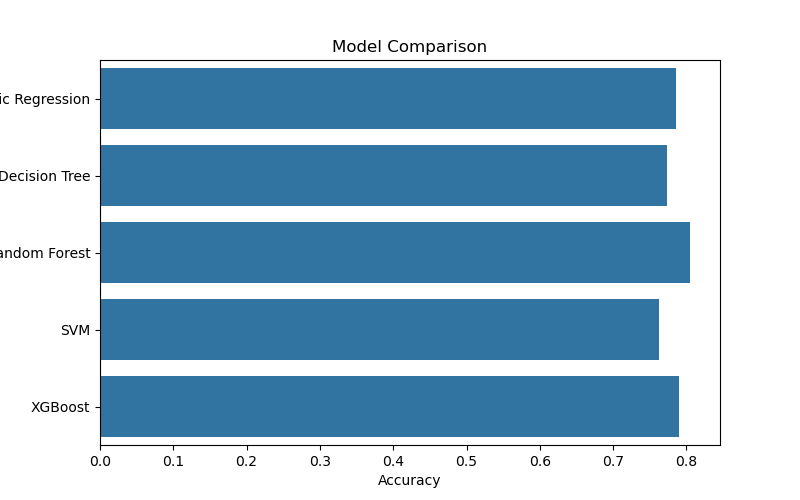 Model Comparison
ic Regression
Decision Tree
andom Forest
SVM
XGBoost
0.0 0.1 0.2 0.3 0.4 0.5 0.6 0.7 0.8
Accuracy